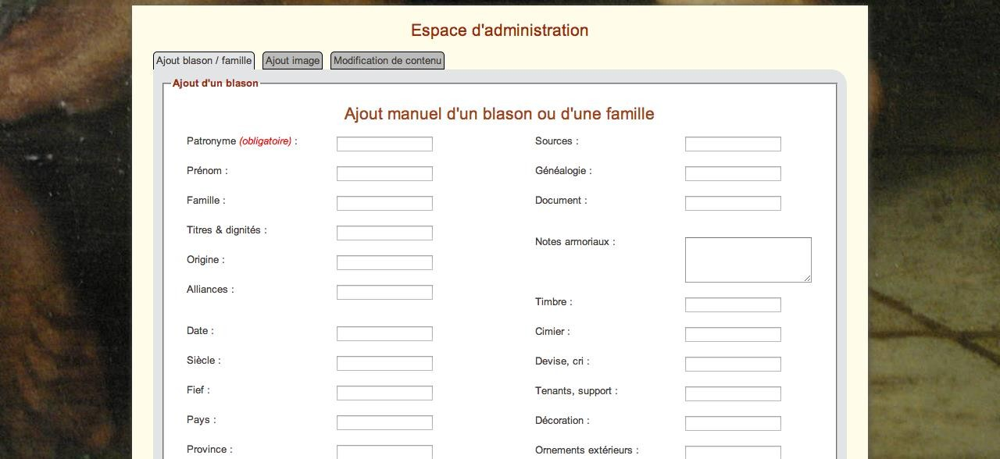 Espace d'administration
Ajout blason / famille
Ajout image
Modification de contenu
Ajout d'un blason
Ajout manuel d'un blason ou d'une famille
Patronyme (obligatoire) :
Prénom :
Famille :
Titres & dignités :
Origine :
Alliances :
Date :
Siècle :
Fief :
Pays :
Province :
Sources :
Généalogie :
Document :
Notes armoriaux :
Timbre :
Cimier :
Devise, cri :
Tenants, support :
Décoration :
Ornements extérieurs :